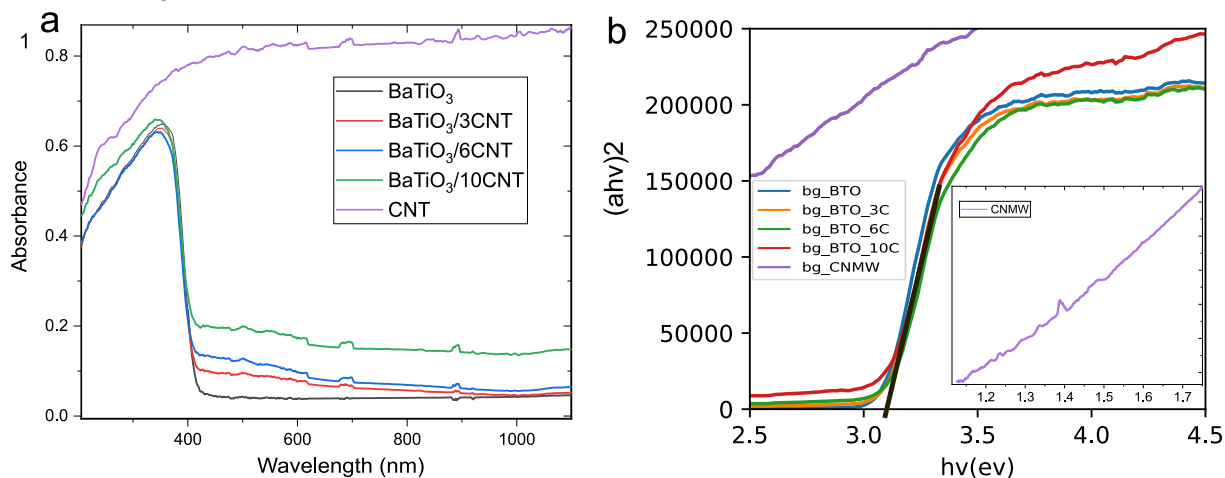 a
1
0.8
0.6
0.4
0.2
0.0
Absorbance
BaTiO₃
BaTiO₃/3CNT
BaTiO₃/6CNT
BaTiO₃/10CNT
CNT
400 600 800 1000
Wavelength (nm)
b
250000
200000
150000
100000
50000
0
(ahv)2
bg_BTO
bg_BTO_3C
bg_BTO_6C
bg_BTO_10C
bg_CNMW
CNMW
1.2 1.3 1.4 1.5 1.6 1.7
2.5 3.0 3.5 4.0 4.5
hv(ev)